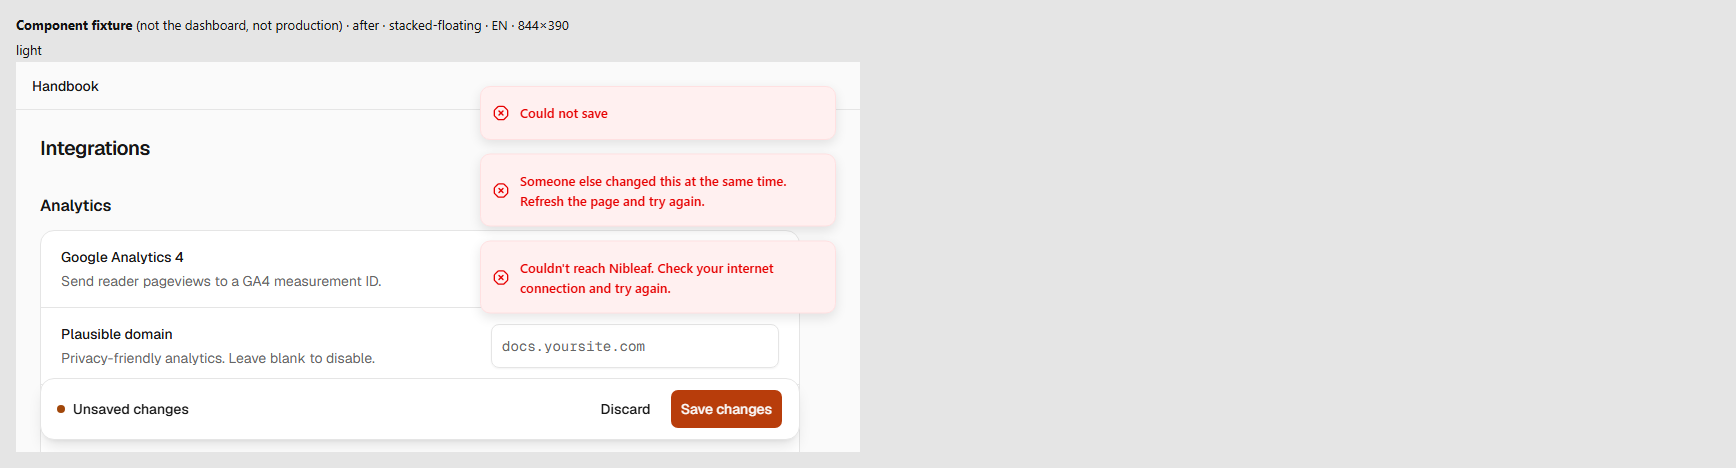 Component fixture (not the dashboard, not production) · after · stacked-floating · EN · 844×390
light
Handbook
Could not save
Integrations
Someone else changed this at the same time.
Refresh the page and try again.
Analytics
Google Analytics 4
Send reader pageviews to a GA4 measurement ID.
Couldn't reach Nibleaf. Check your internet
connection and try again.
Plausible domain
Privacy-friendly analytics. Leave blank to disable.
docs.yoursite.com
Unsaved changes
Discard
Save changes